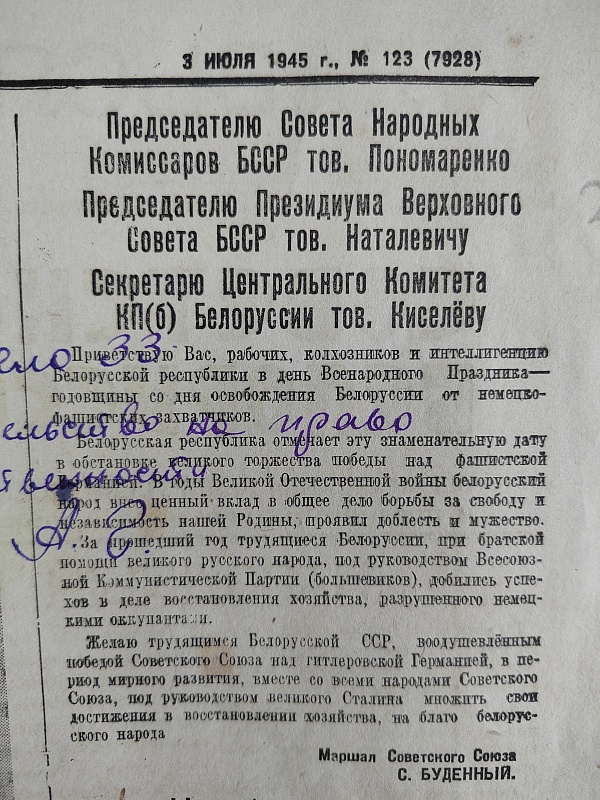 3 ИЮЛЯ 1945 г., № 123 (7928)
Председателю Совета Народных
Комиссаров БССР тов. Пономаренко
Председателю Президиума Верховного
Совета БССР тов. Наталевичу
Секретарю Центрального Комитета
КП(б) Белоруссии тов. Киселёву
ело 33
Приветствую Вас, рабочих, колхозников и интеллигенцию
Белорусской республики в день Всенародного Праздника—
годовщины со дня освобождения Белоруссии от немецко-
фашистских захватчиков.
ельство на право
Белорусская республика отмечает эту знаменательную дату
в обстановке великого торжества победы над фашистской
твенности
Германией. В годы Великой Отечественной войны белорусский
народ внес ценный вклад в общее дело борьбы за свободу и
независимость нашей Родины, проявил доблесть и мужество.
За прошедший год трудящиеся Белоруссии, при братской
помощи великого русского народа, под руководством Всесоюз-
ной Коммунистической Партии (большевиков), добились успе-
хов в деле восстановления хозяйства, разрушенного немец-
кими оккупантами.
Желаю трудящимся Белорусской ССР, воодушевлённым
победой Советского Союза над гитлеровской Германией, в пе-
риод мирного развития, вместе со всеми народами Советского
Союза, под руководством великого Сталина множить свои
достижения в восстановлении хозяйства, на благо белорус-
ского народа
Маршал Советского Союза
С. БУДЕННЫЙ.